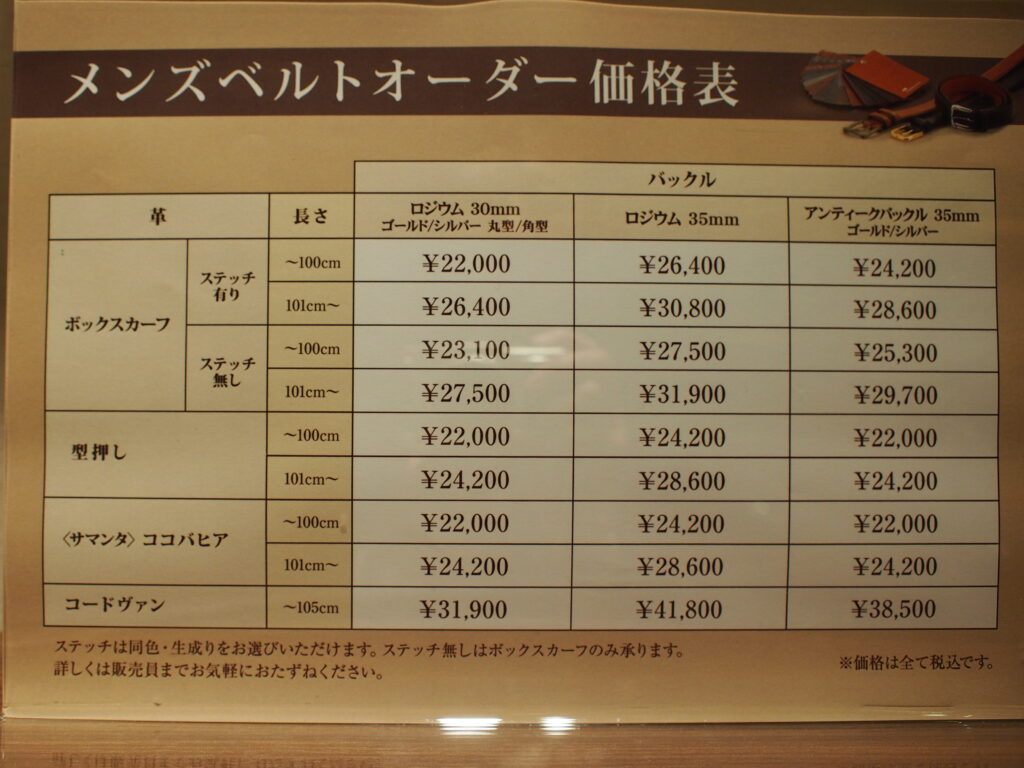 メンズベルトオーダー価格表
バックル
革 長さ ロジウム 30mm ロジウム 35mm アンティークバックル 35mm
ゴールド/シルバー 丸型/角型 ゴールド/シルバー
ボックスカーフ ステッチ有り ～100cm ¥22,000 ¥26,400 ¥24,200
101cm～ ¥26,400 ¥30,800 ¥28,600
ステッチ無し ～100cm ¥23,100 ¥27,500 ¥25,300
101cm～ ¥27,500 ¥31,900 ¥29,700
型押し ～100cm ¥22,000 ¥24,200 ¥22,000
101cm～ ¥24,200 ¥28,600 ¥24,200
〈サマンタ〉ココバヒア ～100cm ¥22,000 ¥24,200 ¥22,000
101cm～ ¥24,200 ¥28,600 ¥24,200
コードヴァン ～105cm ¥31,900 ¥41,800 ¥38,500
ステッチは同色・生成りをお選びいただけます。ステッチ無しはボックスカーフのみ承ります。
詳しくは販売員までお気軽におたずねください。
※価格は全て税込です。